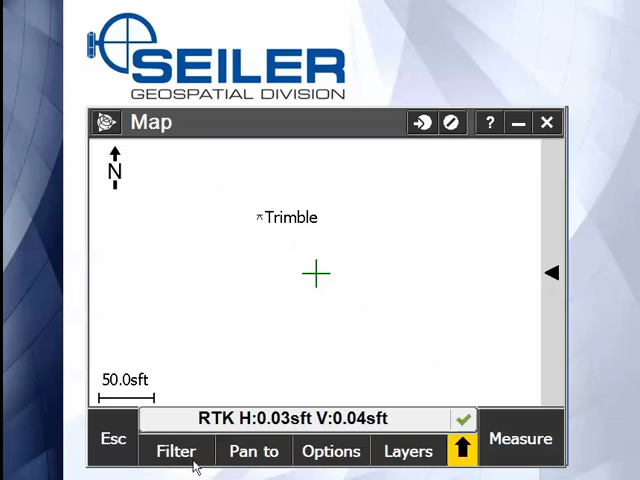 SEILER
GEOSPATIAL DIVISION
Map
?
N
Trimble
50.0sft
RTK H:0.03sft V:0.04sft
Esc
Filter
Pan to
Options
Layers
Measure